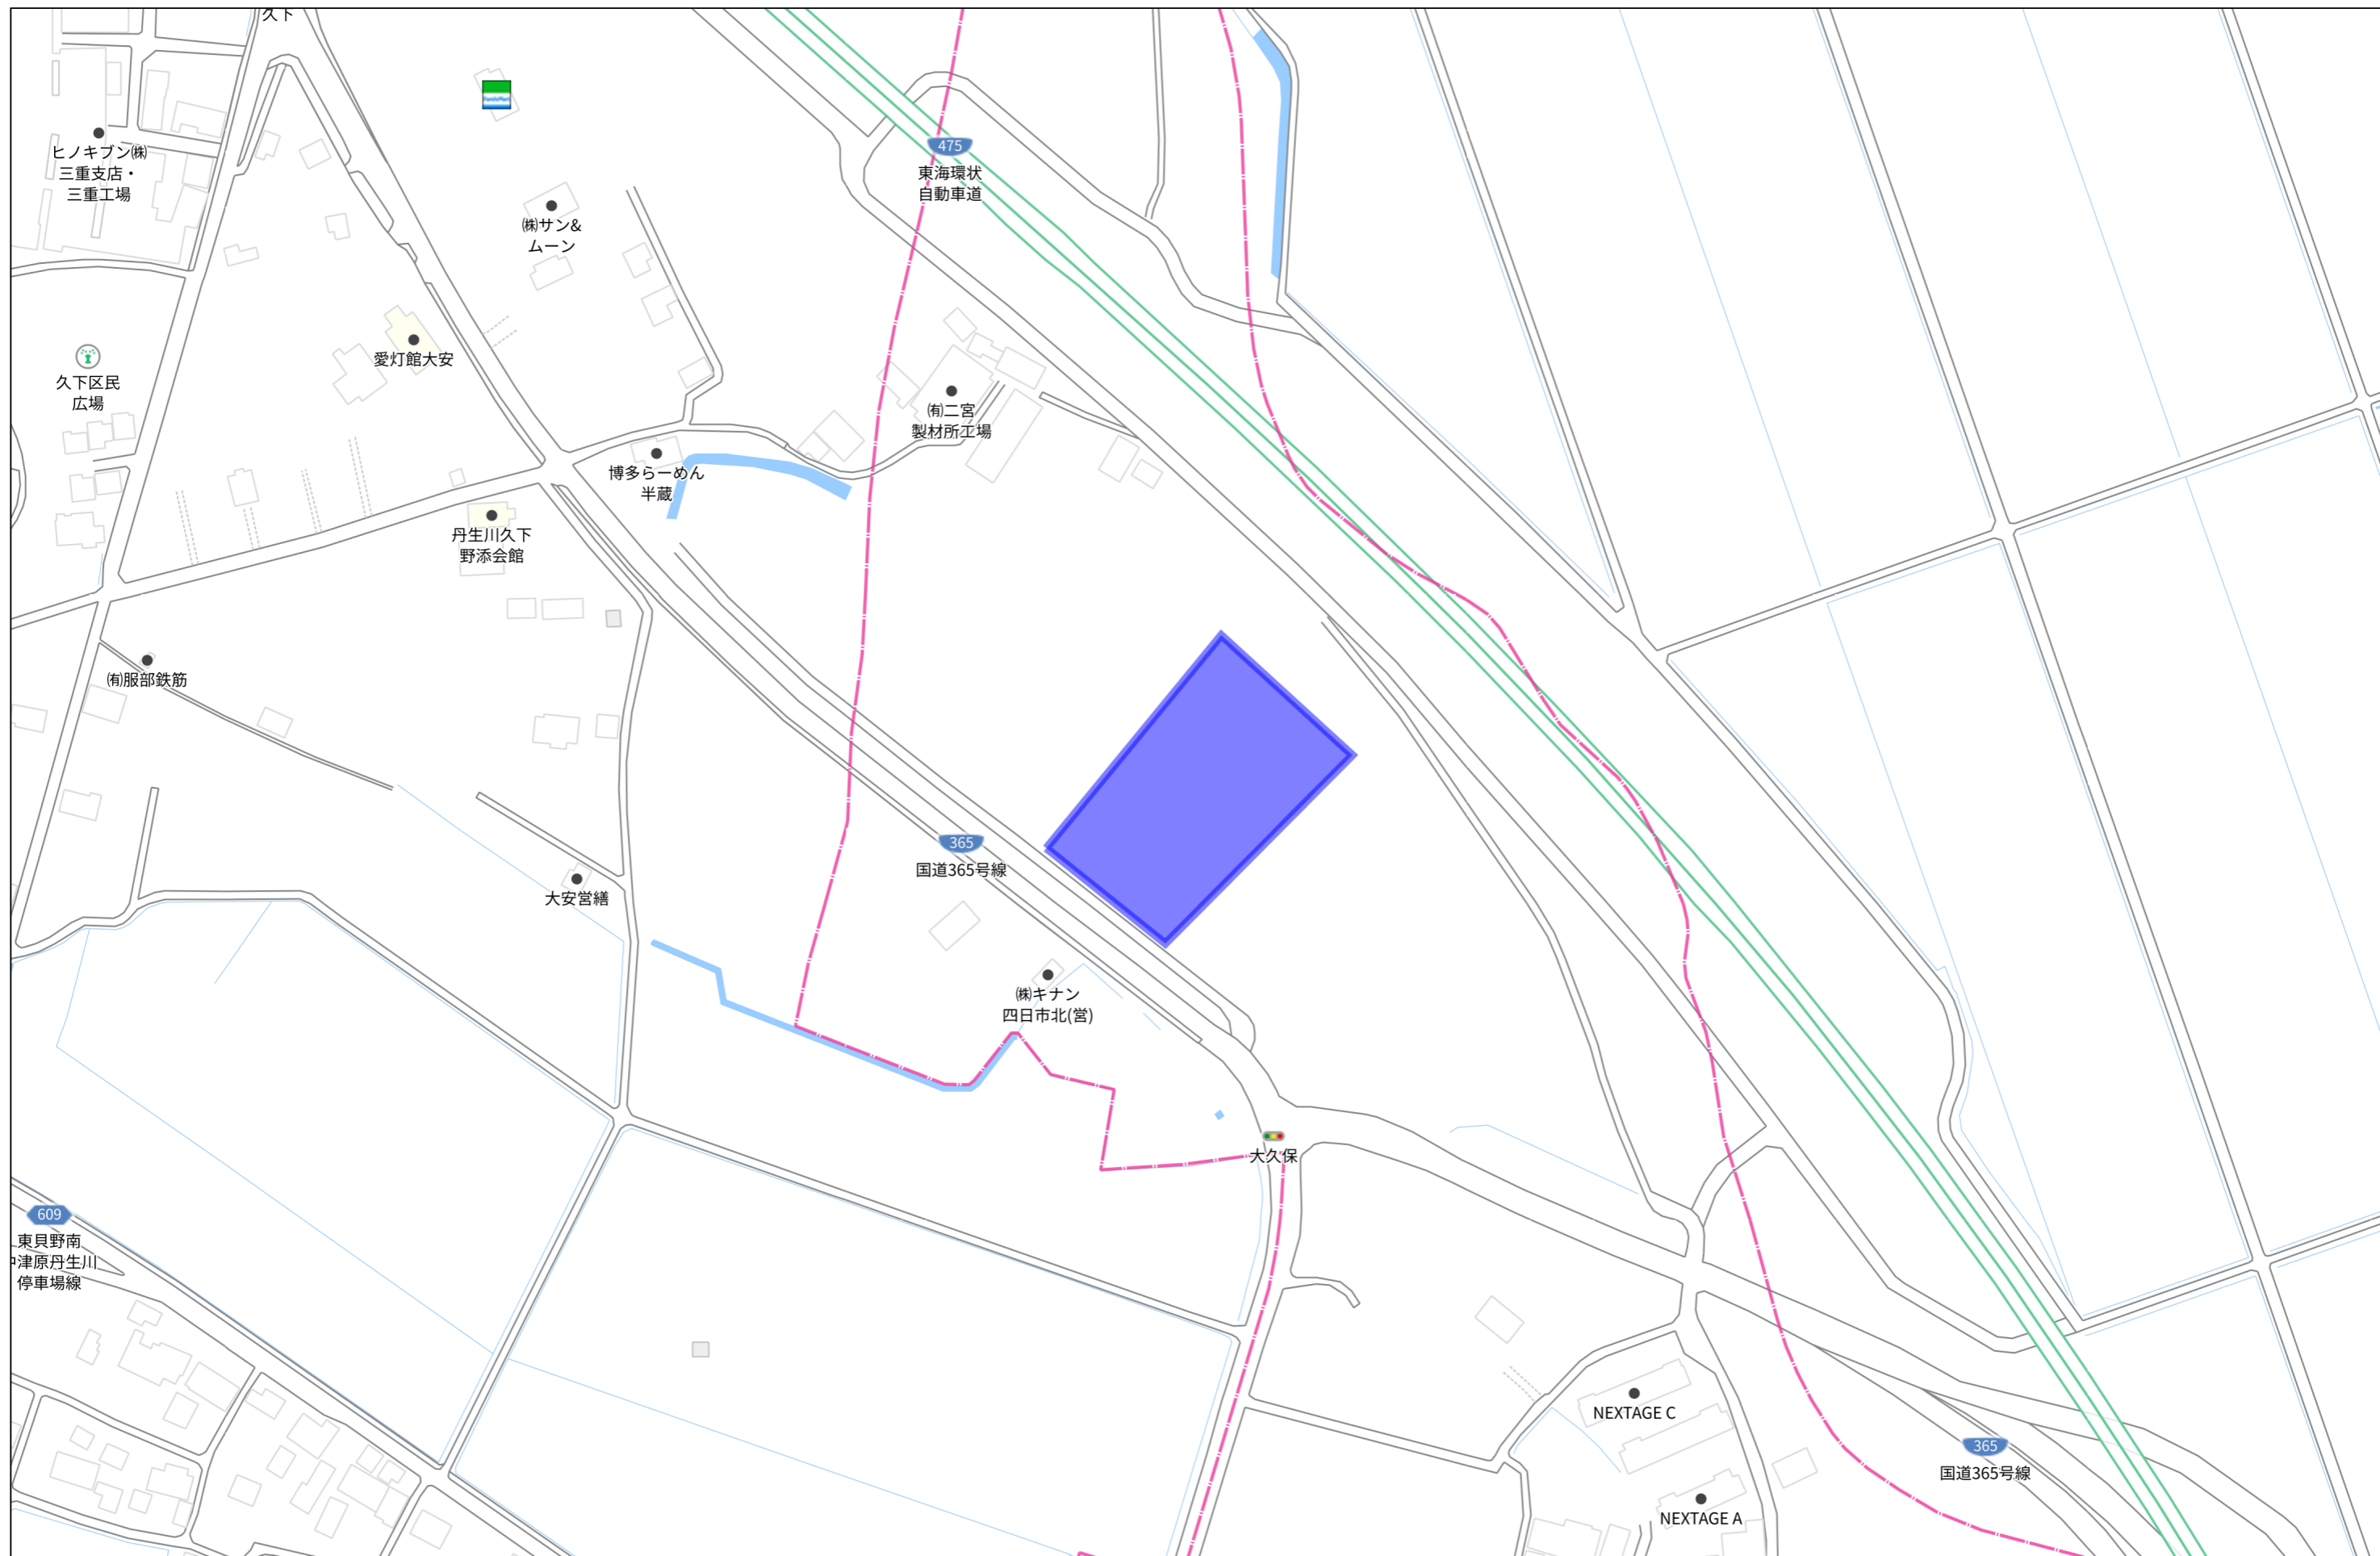 久下
ヒノキブン㈱
三重支店・
三重工場
475
東海環状
自動車道
㈱サン&
ムーン
愛灯館大安
久下区民
広場
㈲二宮
製材所工場
博多らーめん
半蔵
丹生川久下
野添会館
㈲服部鉄筋
365
国道365号線
大安営繕
㈱キナン
四日市北(営)
大久保
609
東貝野南
中津原丹生川
停車場線
NEXTAGE C
365
国道365号線
NEXTAGE A